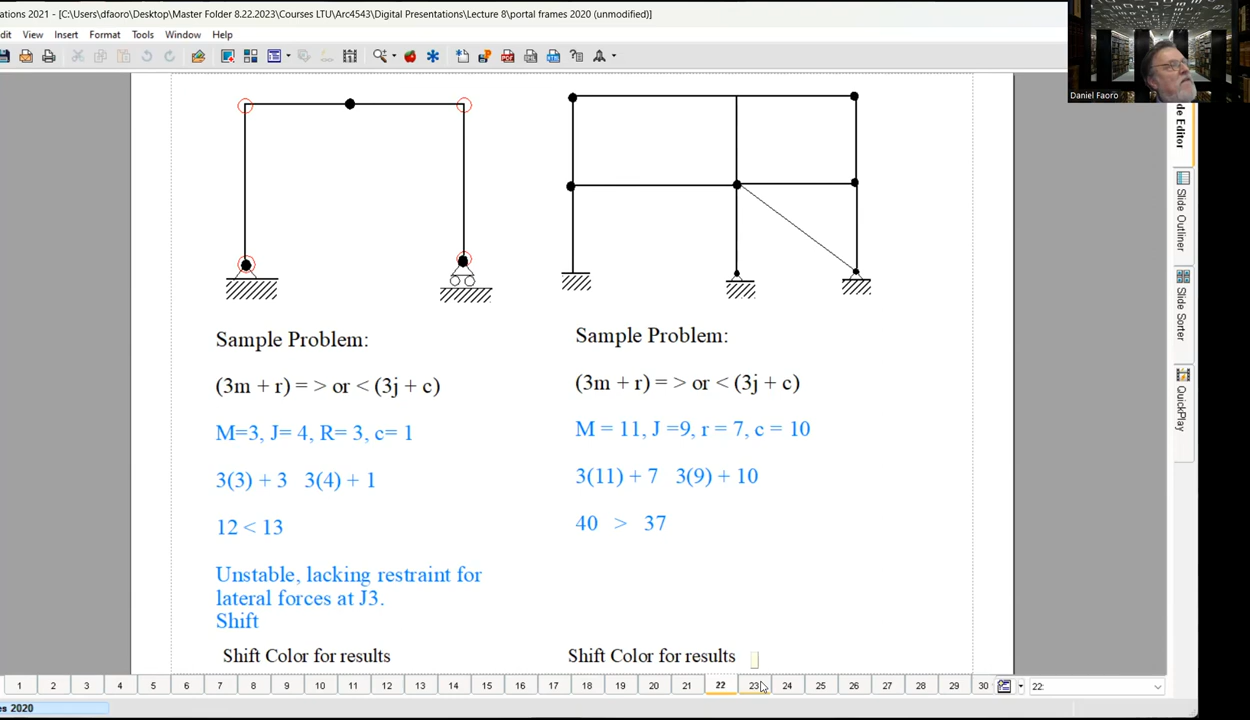 ations 2021 - [C:\Users\dfaoro\Desktop\Master Folder 8.22.2023\Courses LTU\Arc4543\Digital Presentations\Lecture 8\portal frames 2020 (unmodified)]
dit View Insert Format Tools Window Help
Daniel Faoro
de Editor
Slide Outliner
Slide Sorter
QuickPlay
Sample Problem:
(3m + r) = > or < (3j + c)
M=3, J= 4, R= 3, c= 1
3(3) + 3 3(4) + 1
12 < 13
Unstable, lacking restraint for
lateral forces at J3.
Shift
Shift Color for results
Sample Problem:
(3m + r) = > or < (3j + c)
M = 11, J =9, r = 7, c = 10
3(11) + 7 3(9) + 10
40 > 37
Shift Color for results
1 2 3 4 5 6 7 8 9 10 11 12 13 14 15 16 17 18 19 20 21 22 23 24 25 26 27 28 29 30 22:
es 2020